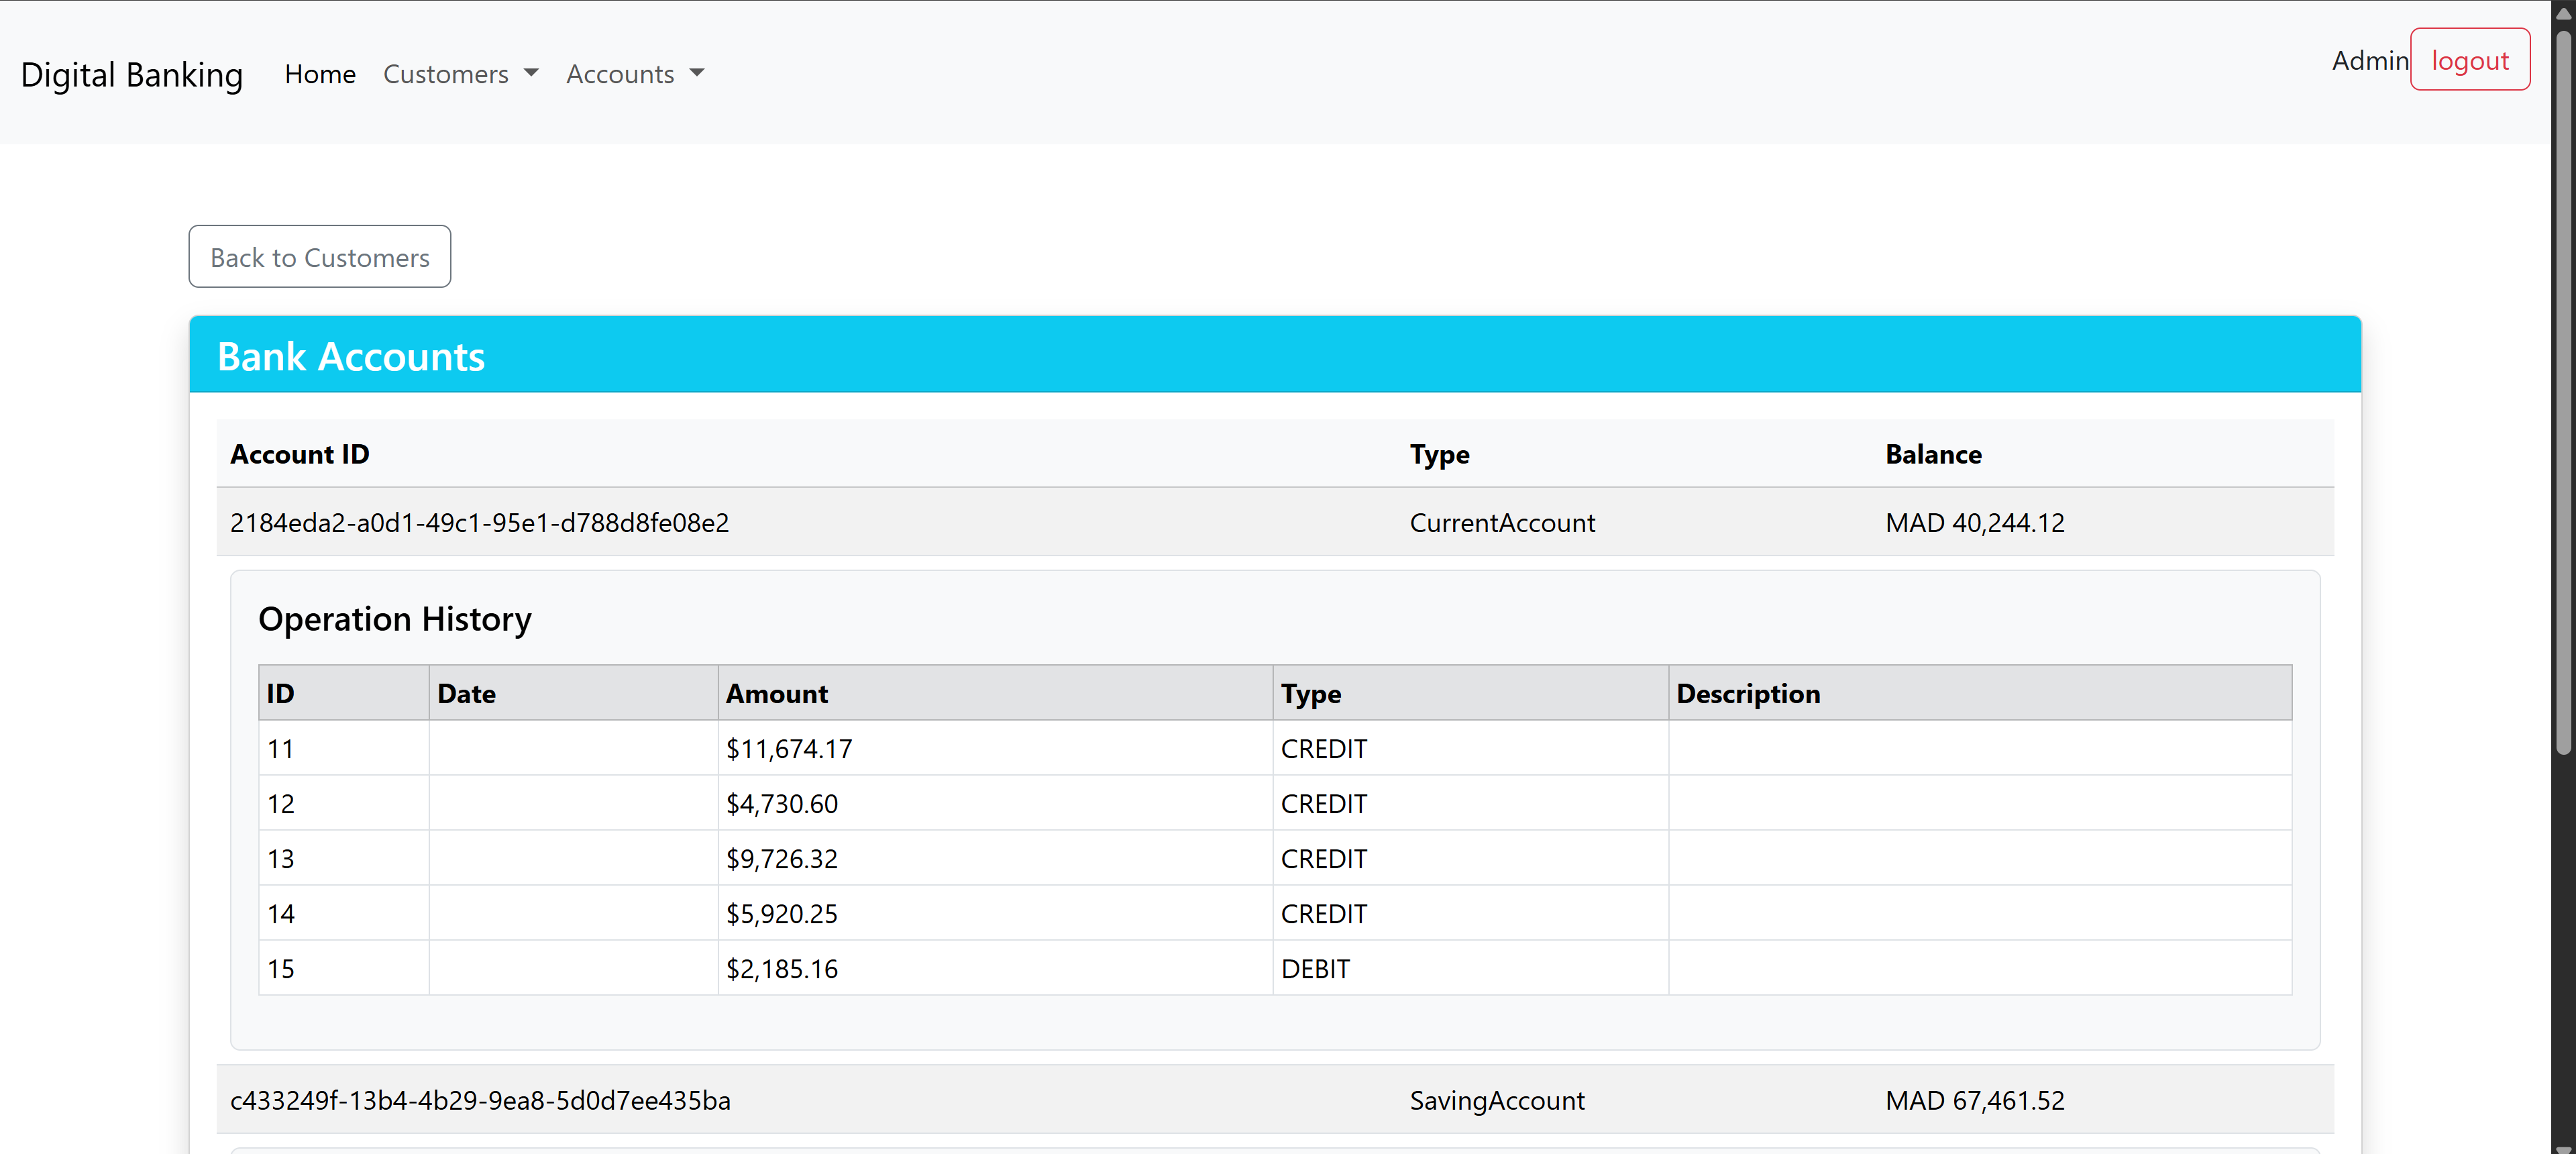 Digital Banking Home Customers Accounts Admin logout
Back to Customers
Bank Accounts
Account ID Type Balance
2184eda2-a0d1-49c1-95e1-d788d8fe08e2 CurrentAccount MAD 40,244.12
Operation History
ID Date Amount Type Description
11 $11,674.17 CREDIT
12 $4,730.60 CREDIT
13 $9,726.32 CREDIT
14 $5,920.25 CREDIT
15 $2,185.16 DEBIT
c433249f-13b4-4b29-9ea8-5d0d7ee435ba SavingAccount MAD 67,461.52